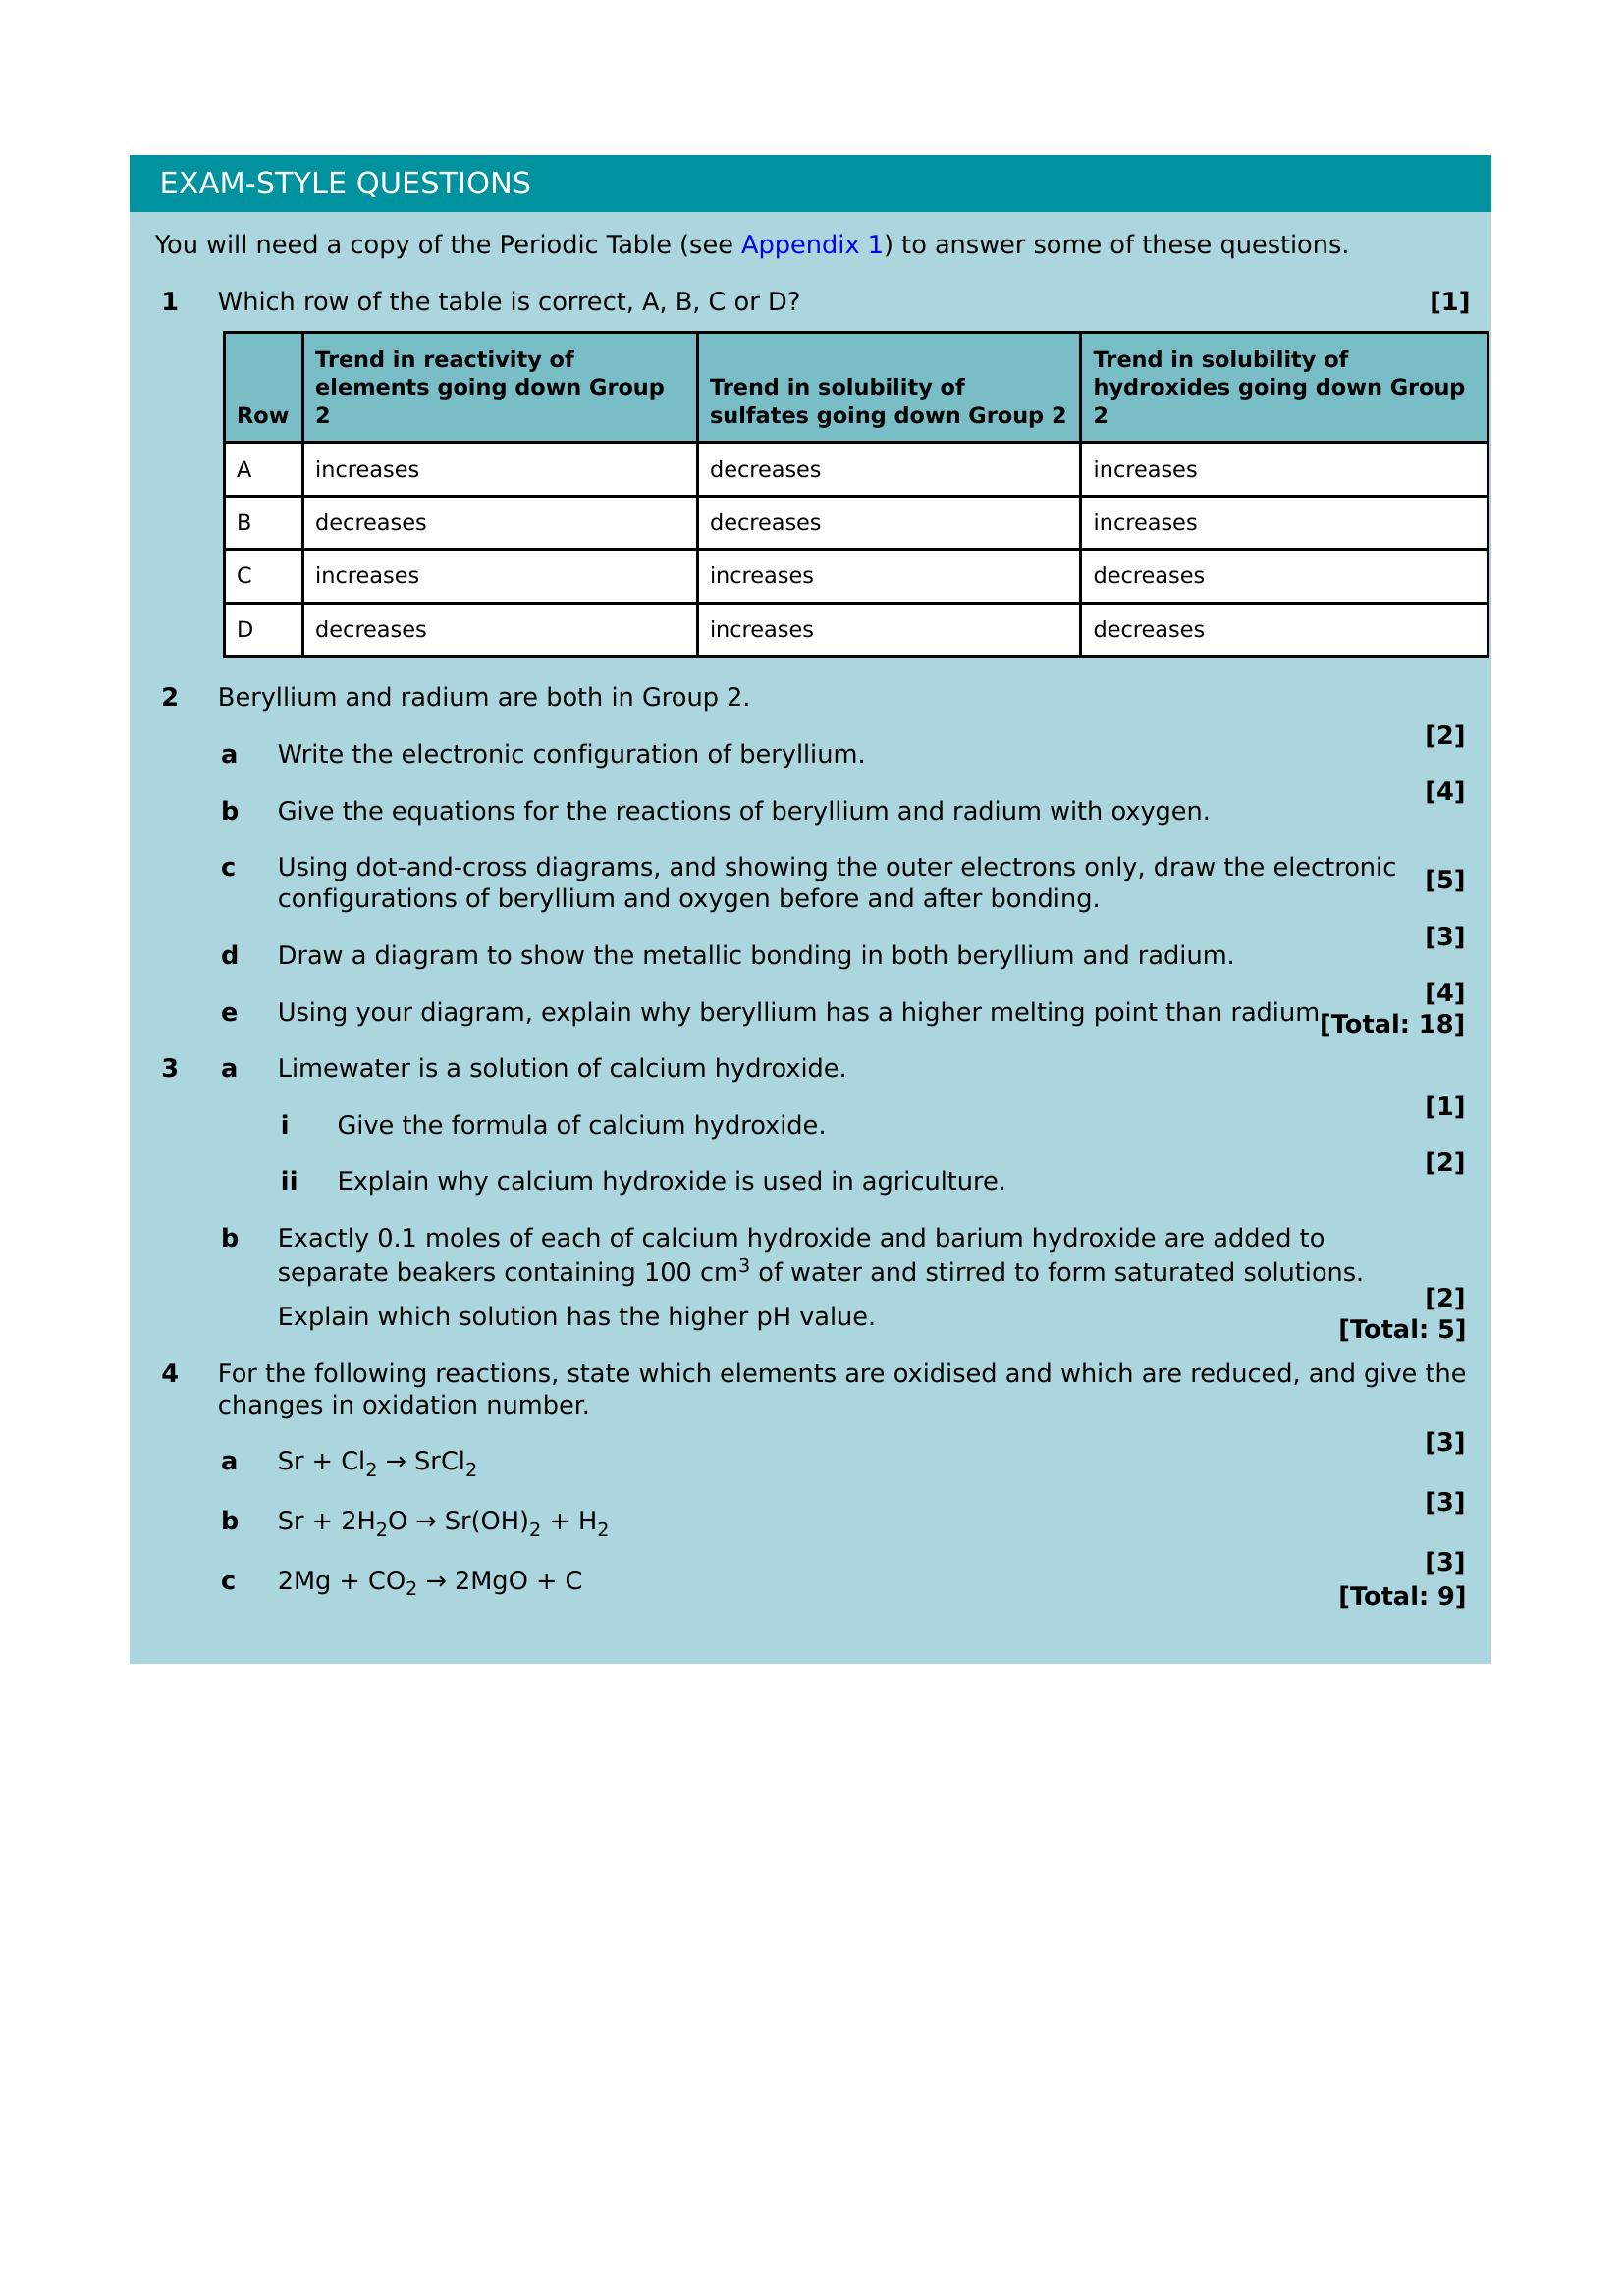 EXAM-STYLE QUESTIONS
You will need a copy of the Periodic Table (see Appendix 1) to answer some of these questions.
1 Which row of the table is correct, A, B, C or D? [1]
Row | Trend in reactivity of elements going down Group 2 | Trend in solubility of sulfates going down Group 2 | Trend in solubility of hydroxides going down Group 2
A | increases | decreases | increases
B | decreases | decreases | increases
C | increases | increases | decreases
D | decreases | increases | decreases
2 Beryllium and radium are both in Group 2.
a Write the electronic configuration of beryllium. [2]
b Give the equations for the reactions of beryllium and radium with oxygen. [4]
c Using dot-and-cross diagrams, and showing the outer electrons only, draw the electronic
configurations of beryllium and oxygen before and after bonding. [5]
d Draw a diagram to show the metallic bonding in both beryllium and radium. [3]
e Using your diagram, explain why beryllium has a higher melting point than radium [4]
[Total: 18]
3 a Limewater is a solution of calcium hydroxide.
i Give the formula of calcium hydroxide. [1]
ii Explain why calcium hydroxide is used in agriculture. [2]
b Exactly 0.1 moles of each of calcium hydroxide and barium hydroxide are added to
separate beakers containing 100 cm³ of water and stirred to form saturated solutions.
Explain which solution has the higher pH value. [2]
[Total: 5]
4 For the following reactions, state which elements are oxidised and which are reduced, and give the
changes in oxidation number.
a Sr + Cl₂ → SrCl₂ [3]
b Sr + 2H₂O → Sr(OH)₂ + H₂ [3]
c 2Mg + CO₂ → 2MgO + C [3]
[Total: 9]